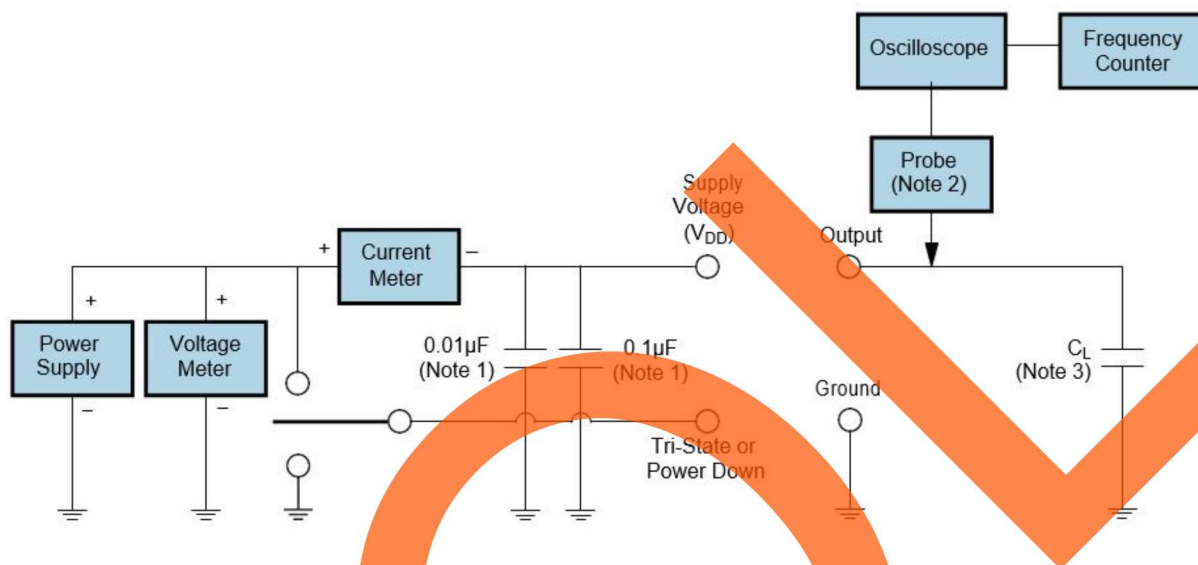 Oscilloscope
Frequency
Counter
Probe
(Note 2)
Supply
Voltage
(VDD)
Output
+
Current
Meter
–
+
Power
Supply
–
+
Voltage
Meter
–
0.01µF
(Note 1)
0.1µF
(Note 1)
CL
(Note 3)
Ground
Tri-State or
Power Down